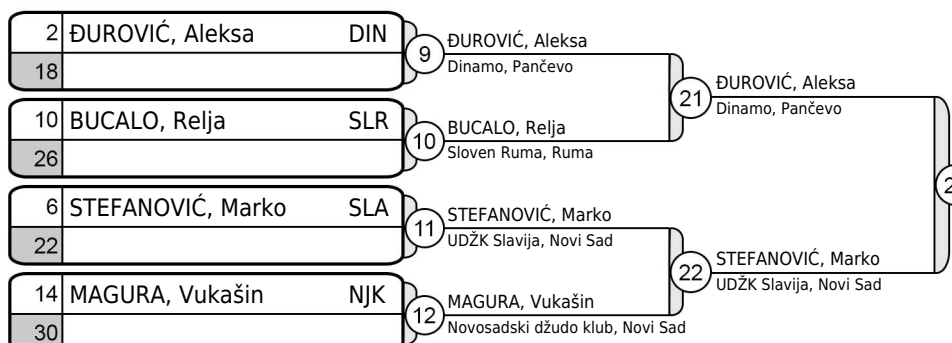 2 ĐUROVIĆ, Aleksa DIN
18
9
ĐUROVIĆ, Aleksa
Dinamo, Pančevo
10 BUCALO, Relja SLR
26
10
BUCALO, Relja
Sloven Ruma, Ruma
21
ĐUROVIĆ, Aleksa
Dinamo, Pančevo
6 STEFANOVIĆ, Marko SLA
22
11
STEFANOVIĆ, Marko
UDŽK Slavija, Novi Sad
14 MAGURA, Vukašin NJK
30
12
MAGURA, Vukašin
Novosadski džudo klub, Novi Sad
22
STEFANOVIĆ, Marko
UDŽK Slavija, Novi Sad